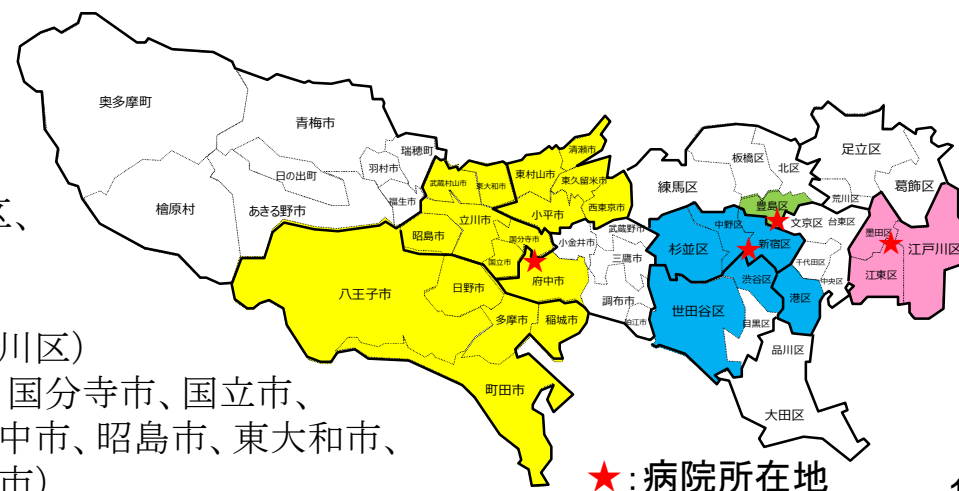 奥多摩町
青梅市
瑞穂町
羽村市
日の出町
福生市
檜原村
あきる野市
武蔵村山市
東大和市
東村山市
清瀬市
東久留米市
小平市
西東京市
昭島市
立川市
国分寺市
国立市
小金井市
武蔵野市
三鷹市
府中市
調布市
狛江市
八王子市
日野市
多摩市
稲城市
町田市
練馬区
板橋区
北区
足立区
葛飾区
荒川区
豊島区
文京区
台東区
中野区
新宿区
杉並区
千代田区
中央区
渋谷区
港区
世田谷区
目黒区
品川区
大田区
墨田区
江東区
江戸川区
区、
川区）
国分寺市、国立市、
中市、昭島市、東大和市、
市）
★：病院所在地